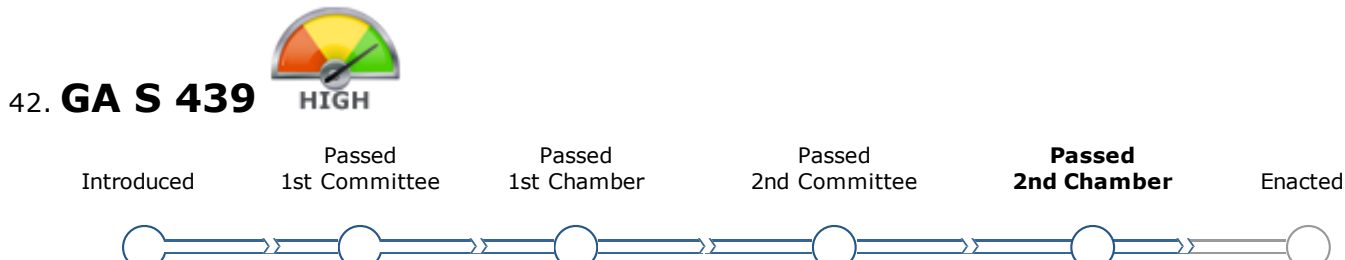 42. GA S 439
HIGH
Introduced
Passed
1st Committee
Passed
1st Chamber
Passed
2nd Committee
Passed
2nd Chamber
Enacted